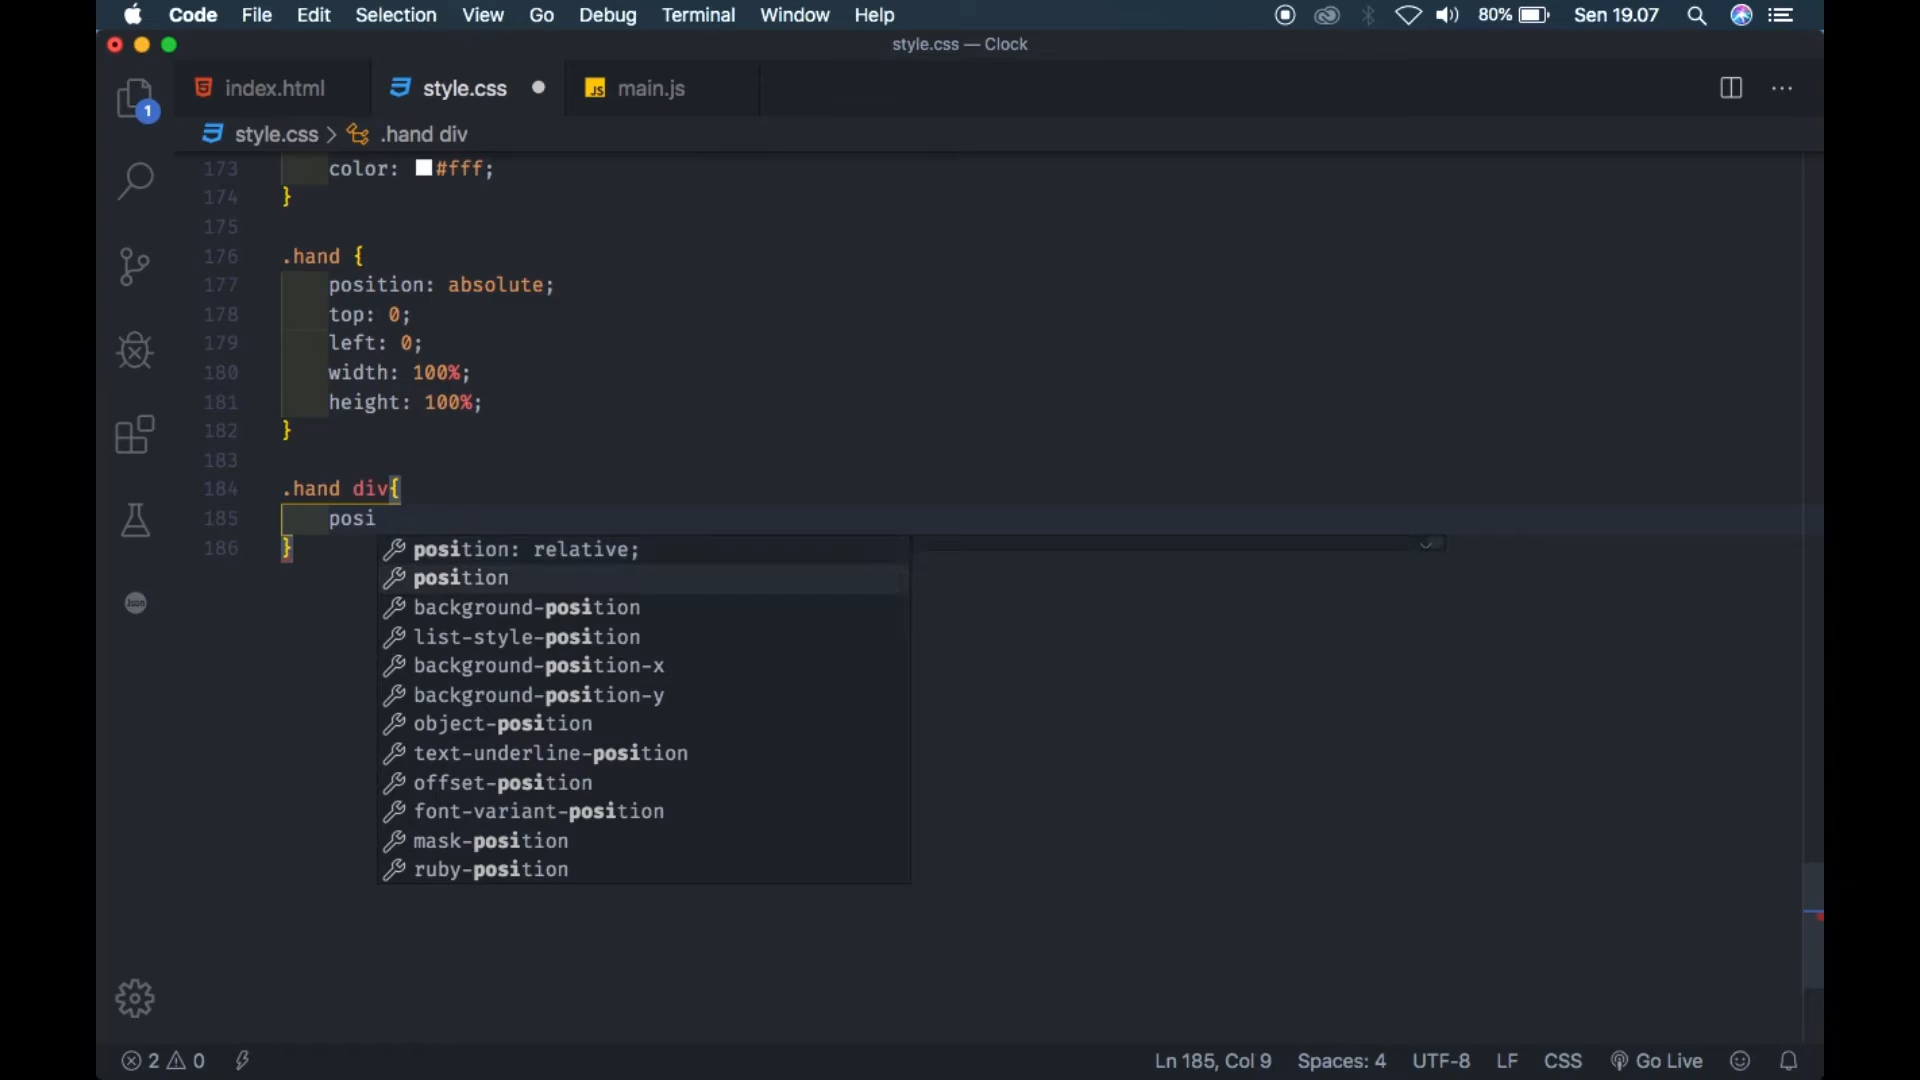 Code File Edit Selection View Go Debug Terminal Window Help 80% Sen 19.07
style.css — Clock
index.html style.css JS main.js
1
style.css > .hand div
173 color: #fff;
174 }
175
176 .hand {
177 position: absolute;
178 top: 0;
179 left: 0;
180 width: 100%;
181 height: 100%;
182 }
183
184 .hand div{
185 posi
186 }
position: relative;
position
background-position
list-style-position
background-position-x
background-position-y
object-position
text-underline-position
offset-position
font-variant-position
mask-position
ruby-position
Json
2 0 Ln 185, Col 9 Spaces: 4 UTF-8 LF CSS Go Live